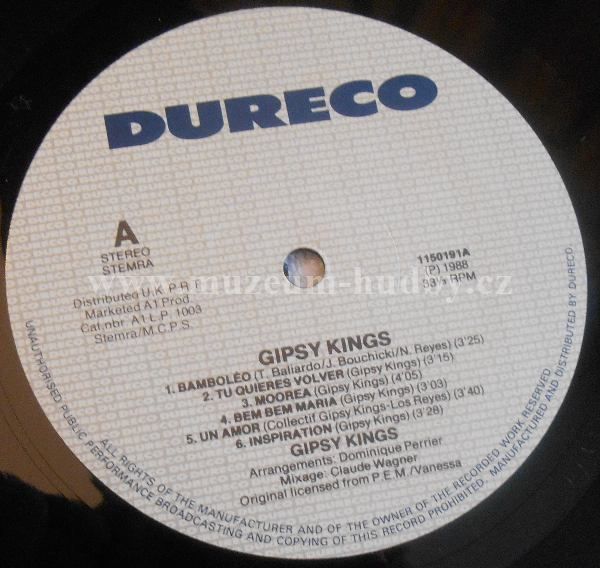 DURECO
A
STEREO
STEMRA
1150191A
(P) 1988
33⅓ RPM
Distributed U.K. P.R.T.
Marketed A1 Prod.
Cat.nbr. A1 L.P. 1003
Stemra/M.C.P.S.
www.muzeum-hudby.cz
GIPSY KINGS
1. BAMBOLÈO (T. Baliardo/J. Bouchicki/N. Reyes) (3'25)
2. TU QUIERES VOLVER (Gipsy Kings) (3'15)
3. MOOREA (Gipsy Kings) (4'05)
4. BEM BEM MARIA (Gipsy Kings) (3'03)
5. UN AMOR (Collectif Gipsy Kings-Los Reyes) (3'40)
6. INSPIRATION (Gipsy Kings) (3'28)
GIPSY KINGS
Arrangements: Dominique Perrier
Mixage: Claude Wagner
Original licensed from P.E.M./Vanessa
ALL RIGHTS OF THE MANUFACTURER AND OF THE OWNER OF THE RECORDED WORK RESERVED
UNAUTHORISED PUBLIC PERFORMANCE BROADCASTING AND COPYING OF THIS RECORD PROHIBITED. MANUFACTURED AND DISTRIBUTED BY DURECO